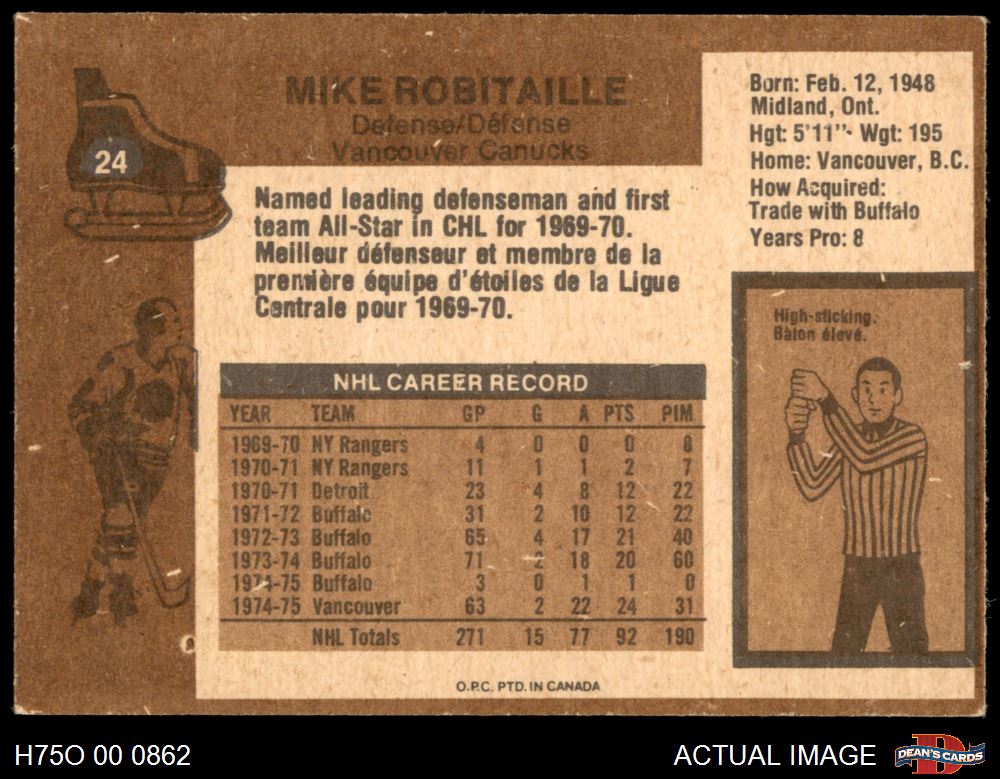 24
MIKE ROBITAILLE
Defense/Défense
Vancouver Canucks
Named leading defenseman and first
team All-Star in CHL for 1969-70.
Meilleur défenseur et membre de la
première équipe d'étoiles de la Ligue
Centrale pour 1969-70.
Born: Feb. 12, 1948
Midland, Ont.
Hgt: 5'11"- Wgt: 195
Home: Vancouver, B.C.
How Acquired:
Trade with Buffalo
Years Pro: 8
High-sticking.
Bâton élevé.
NHL CAREER RECORD
YEAR TEAM GP G A PTS PIM
1969-70 NY Rangers 4 0 0 0 8
1970-71 NY Rangers 11 1 1 2 7
1970-71 Detroit 23 4 8 12 22
1971-72 Buffalo 31 2 10 12 22
1972-73 Buffalo 65 4 17 21 40
1973-74 Buffalo 71 2 18 20 60
1974-75 Buffalo 3 0 1 1 0
1974-75 Vancouver 63 2 22 24 31
NHL Totals 271 15 77 92 190
O.P.C. PTD. IN CANADA
H75O 00 0862
ACTUAL IMAGE
D
DEAN'S CARDS